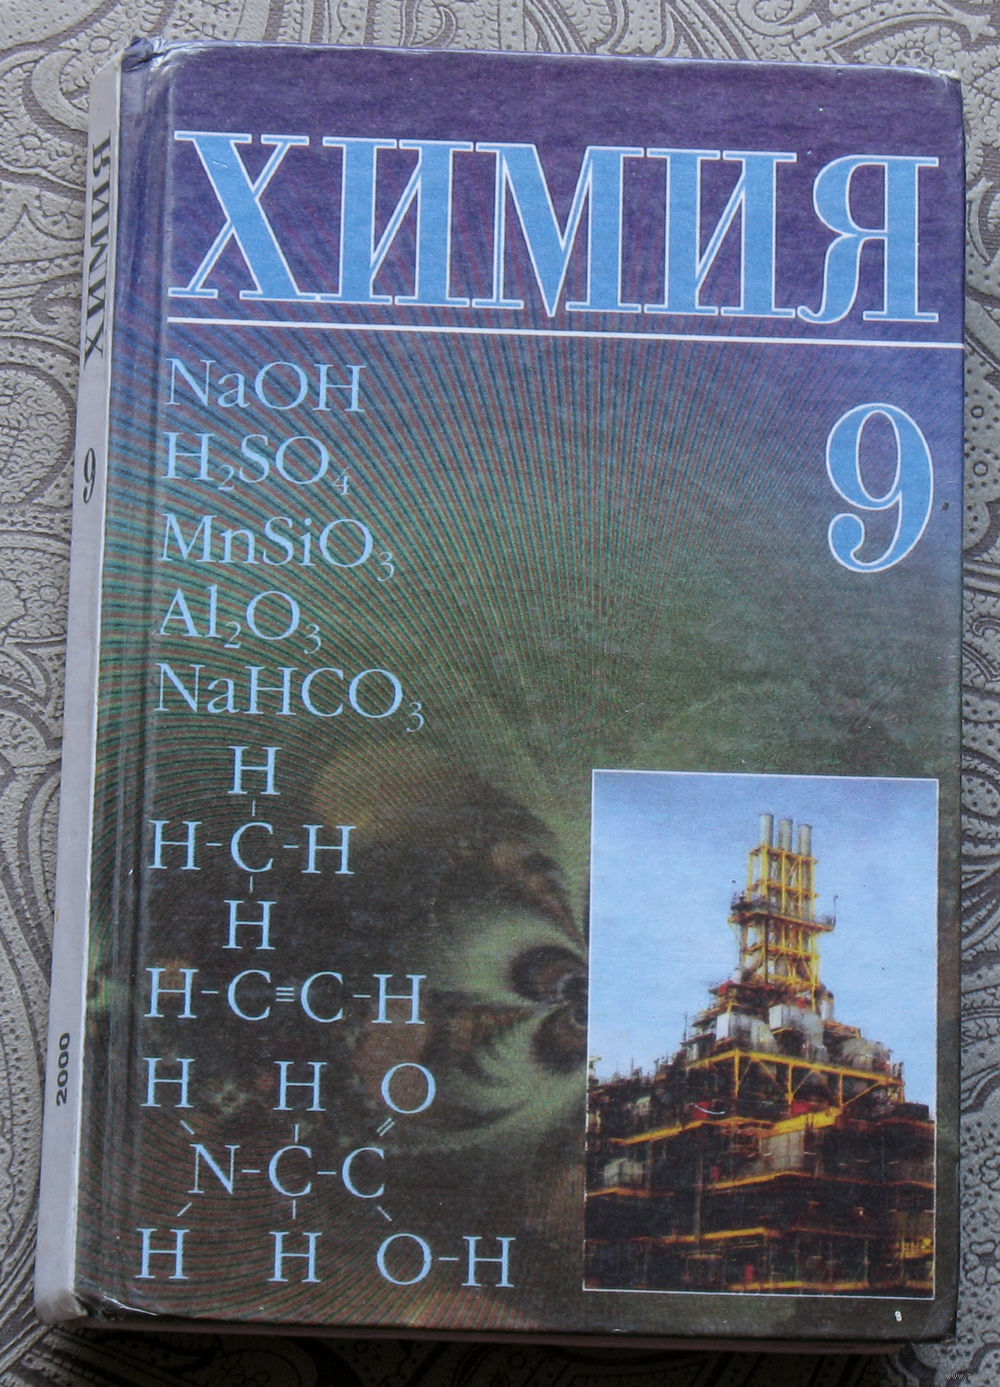 ХИМИЯ
9
NaOH
H₂SO₄
MnSiO₃
Al₂O₃
NaHCO₃
H
H-C-H
H
H-C≡C-H
H H O
N-C-C
H H O-H
ХИМИЯ 9 2000